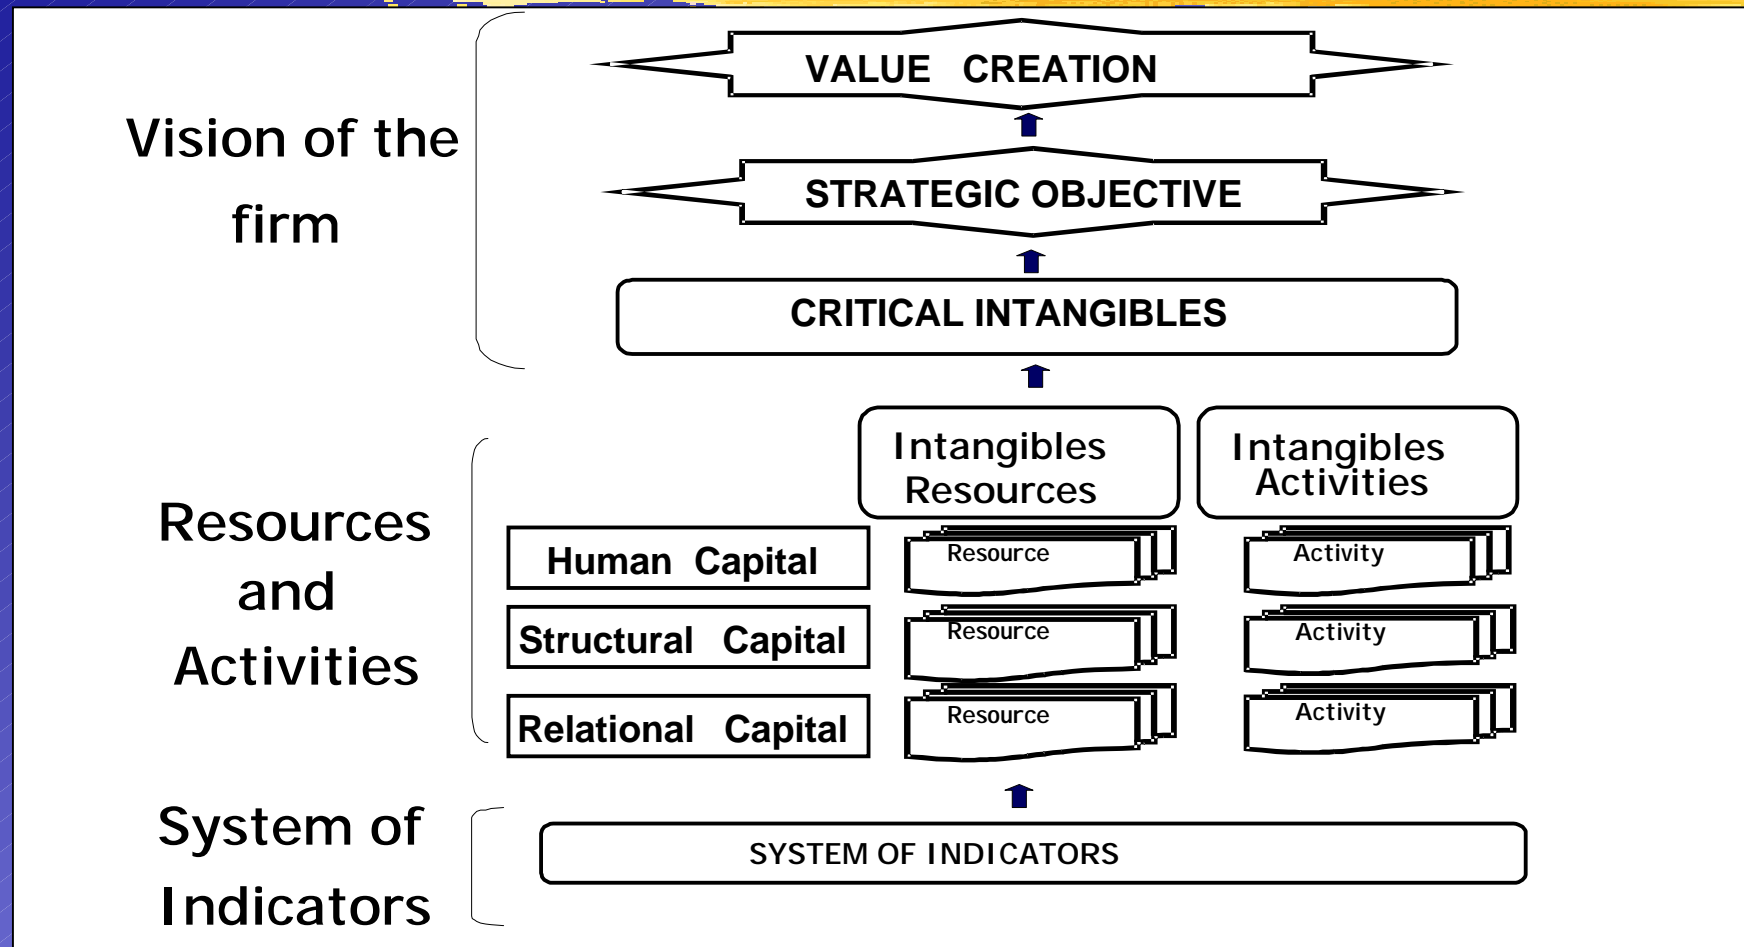 VALUE CREATION
Vision of the
firm
STRATEGIC OBJECTIVE
CRITICAL INTANGIBLES
Resources
and
Activities
Intangibles
Resources
Intangibles
Activities
Human Capital
Resource
Activity
Structural Capital
Resource
Activity
Relational Capital
Resource
Activity
System of
Indicators
SYSTEM OF INDICATORS